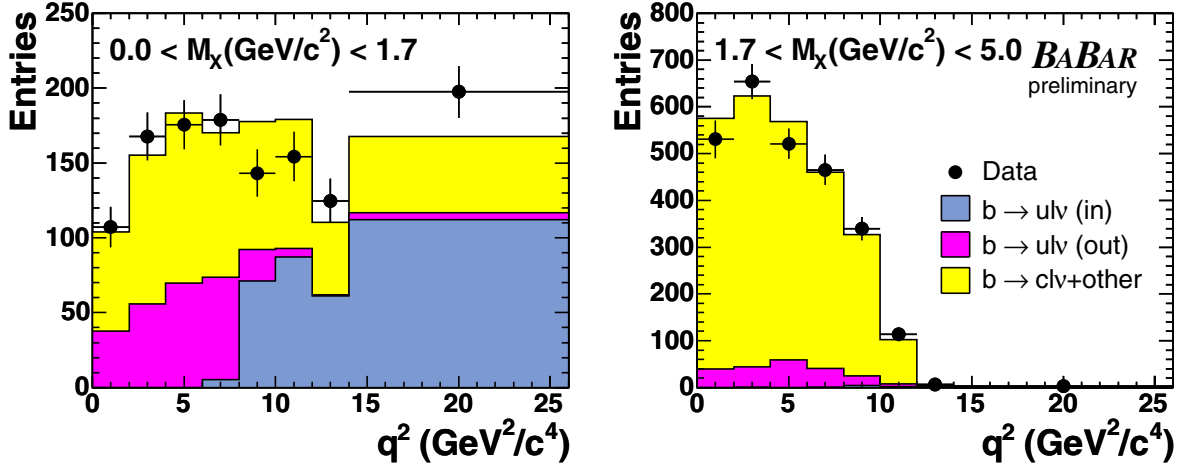 Entries
250
200
150
100
50
0
0.0 < M_X(GeV/c²) < 1.7
0 5 10 15 20 25
q² (GeV²/c⁴)
Entries
800
700
600
500
400
300
200
100
0
1.7 < M_X(GeV/c²) < 5.0
BABAR
preliminary
Data
b → ulν (in)
b → ulν (out)
b → clν+other
0 5 10 15 20 25
q² (GeV²/c⁴)